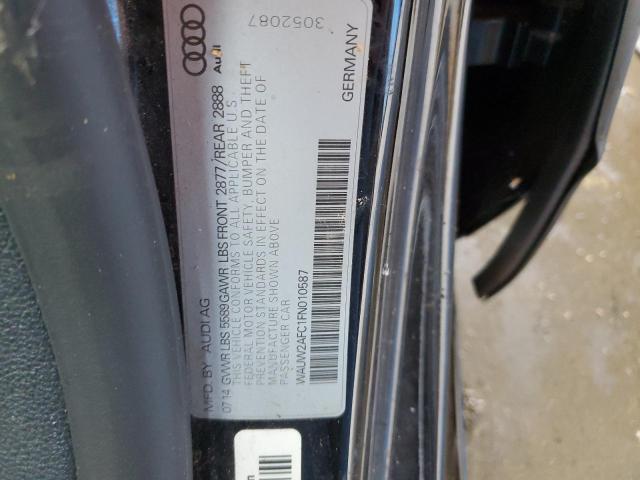 MFD. BY AUDI AG
07 14 GVWR LBS 5589 GAWR LBS FRONT 2877/REAR 2888
THIS VEHICLE CONFORMS TO ALL APPLICABLE U.S.
FEDERAL MOTOR VEHICLE SAFETY, BUMPER AND THEFT
PREVENTION STANDARDS IN EFFECT ON THE DATE OF
MANUFACTURE SHOWN ABOVE
PASSENGER CAR
WAUW2AFC1FN010587
GERMANY
Audi
3052087